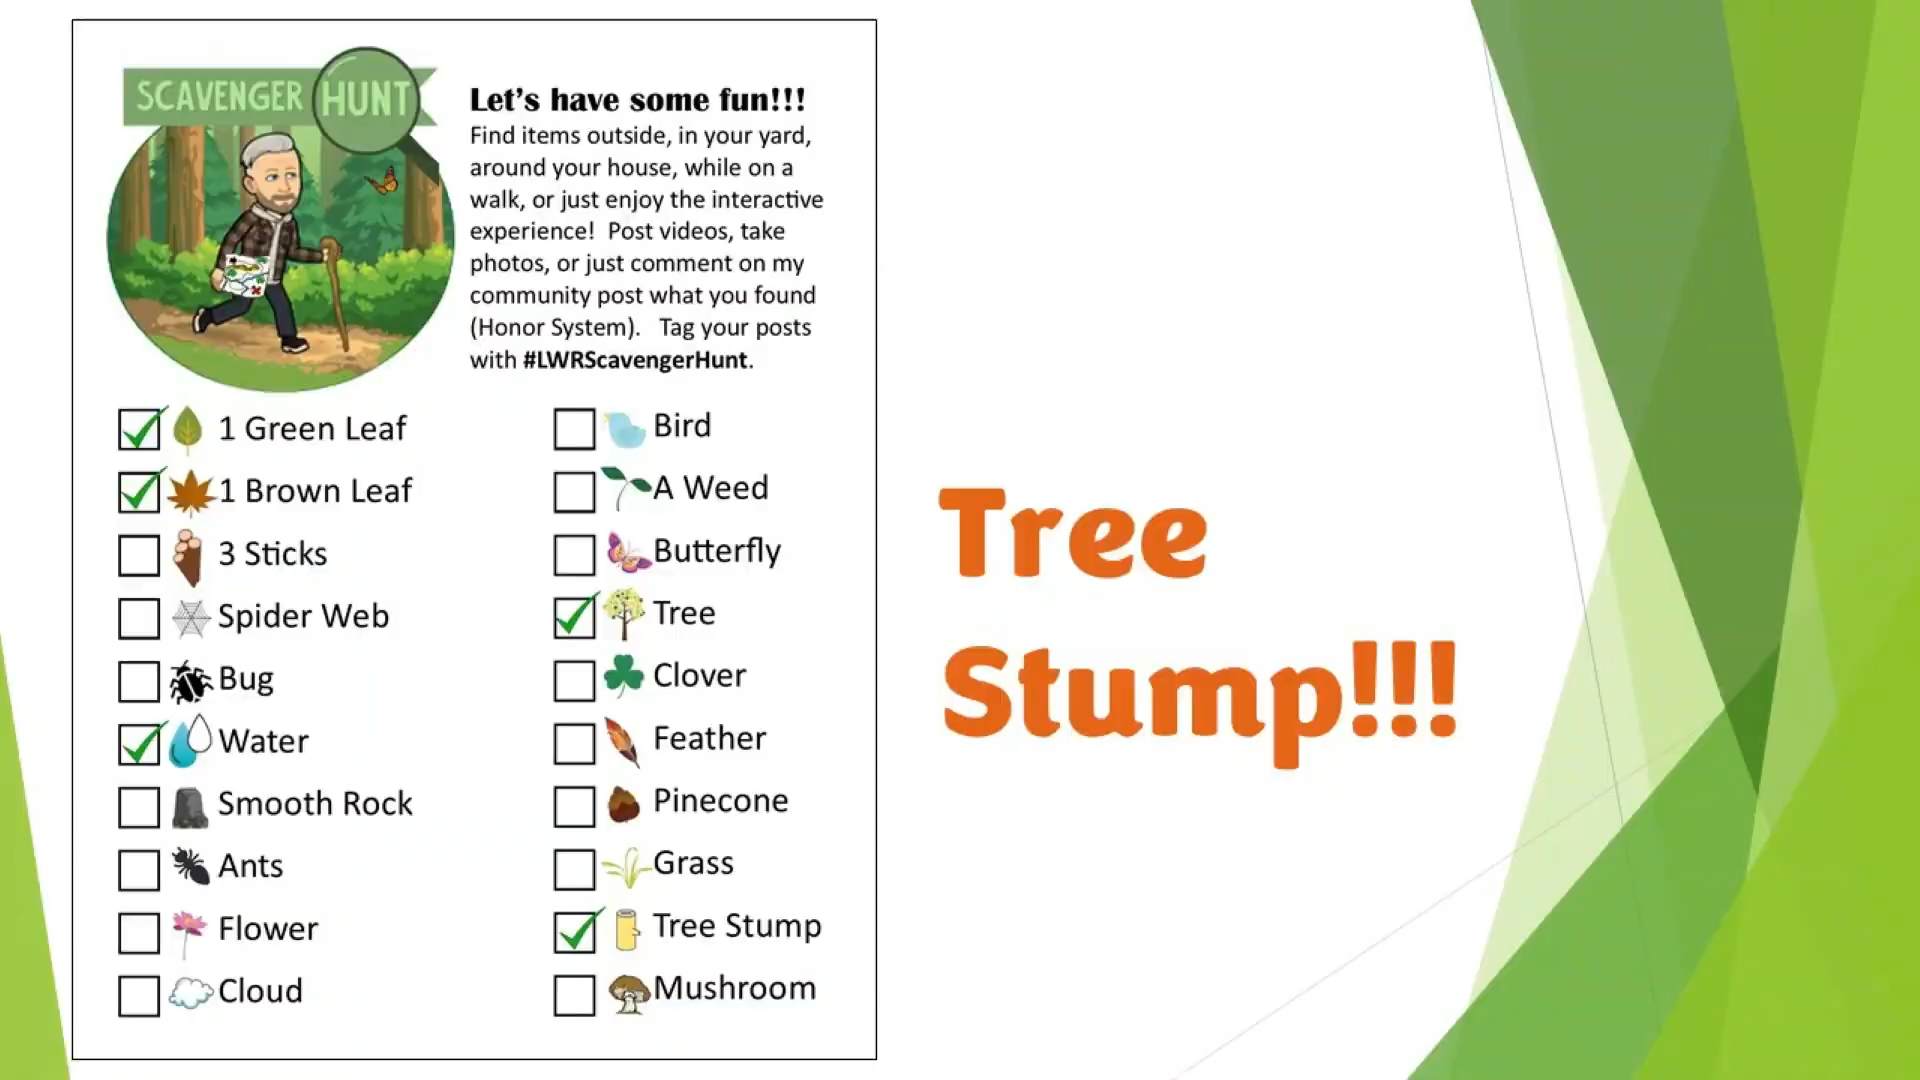 SCAVENGER HUNT
Let's have some fun!!!
Find items outside, in your yard,
around your house, while on a
walk, or just enjoy the interactive
experience! Post videos, take
photos, or just comment on my
community post what you found
(Honor System). Tag your posts
with #LWRScavengerHunt.
1 Green Leaf
1 Brown Leaf
3 Sticks
Spider Web
Bug
Water
Smooth Rock
Ants
Flower
Cloud
Bird
A Weed
Butterfly
Tree
Clover
Feather
Pinecone
Grass
Tree Stump
Mushroom
Tree
Stump!!!